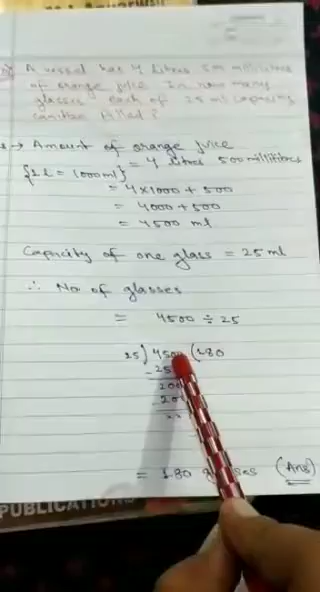 A vessel has 4 litres 500 millilitres
of orange juice. In how many
glasses each of 25 ml capacity
can it be filled?
→ Amount of orange juice
= 4 litres 500 millilitres
{1L = 1000ml}
= 4×1000 + 500
= 4000 + 500
= 4500 ml
Capacity of one glass = 25 ml
∴ No of glasses
= 4500 ÷ 25
25)4500(180
-25
200
-200
= 180 glasses (Ans)
PUBLICATIONS